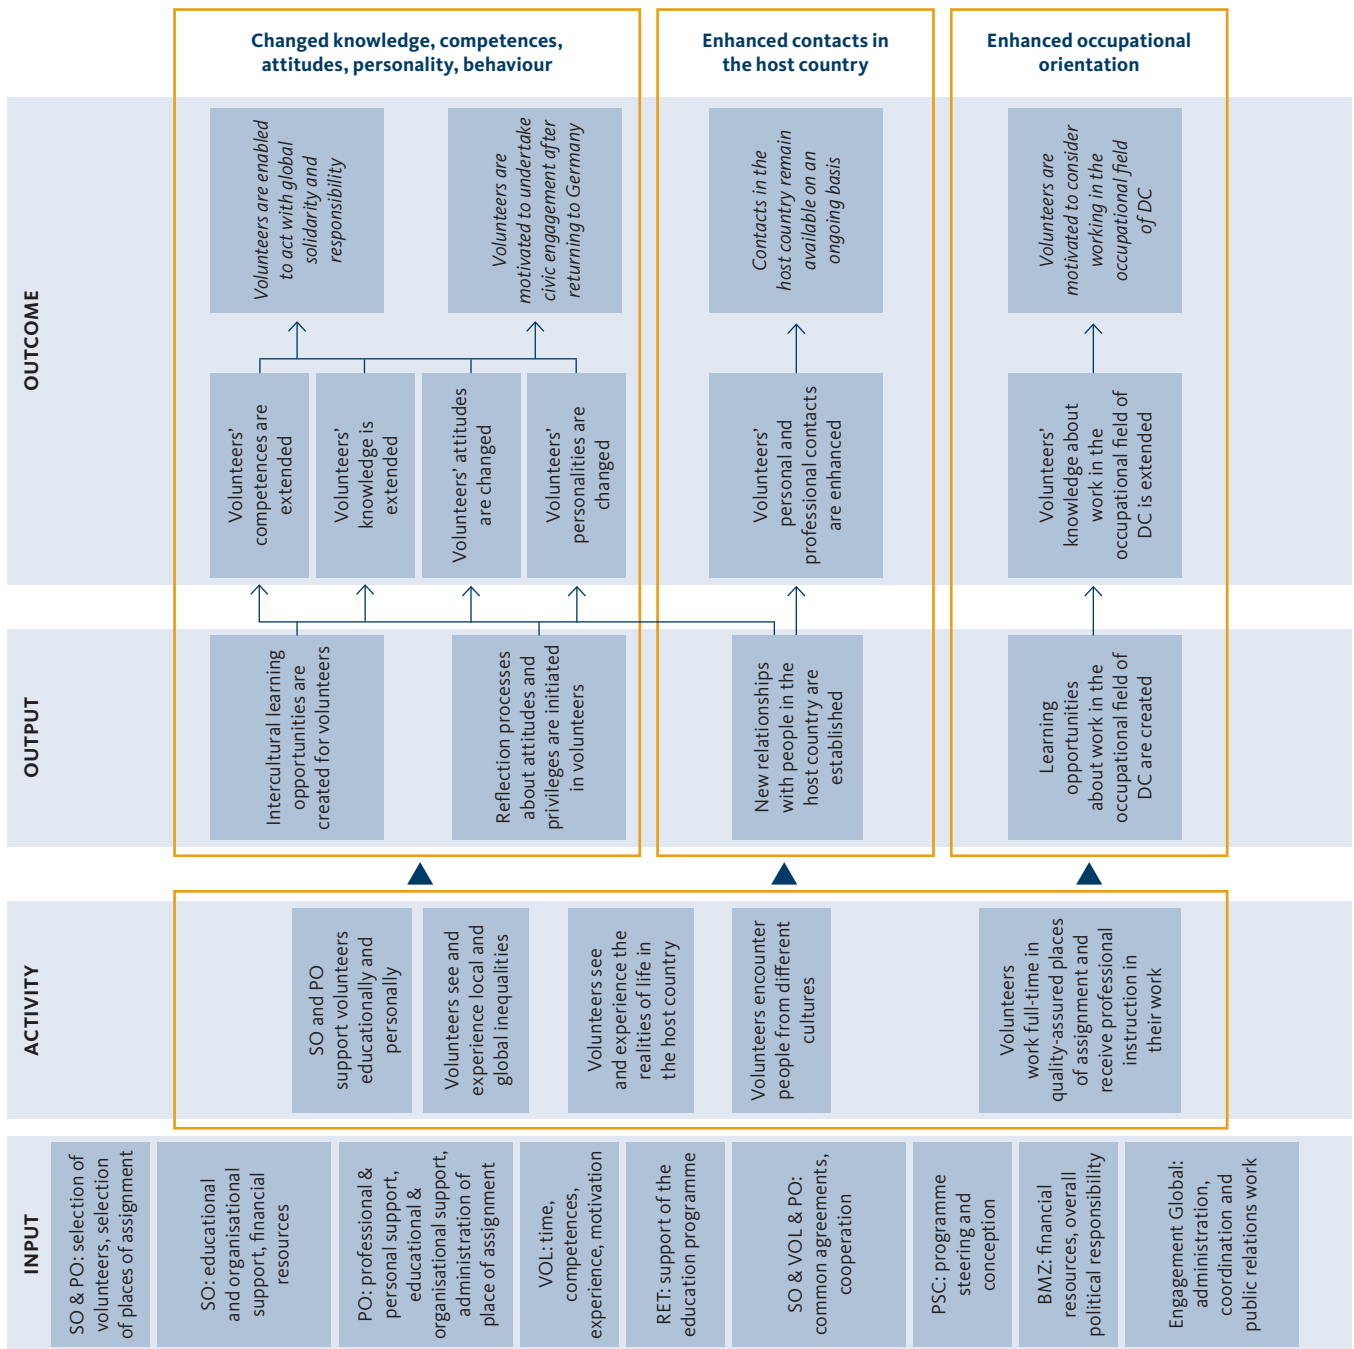 Changed knowledge, competences,
attitudes, personality, behaviour
Enhanced contacts in
the host country
Enhanced occupational
orientation
OUTCOME
Volunteers are enabled
to act with global
solidarity and
responsibility
Volunteers are
motivated to undertake
civic engagement after
returning to Germany
Contacts in the
host country remain
available on an
ongoing basis
Volunteers are
motivated to consider
working in the
occupational field
of DC
Volunteers’
competences are
extended
Volunteers’
knowledge is
extended
Volunteers’ attitudes
are changed
Volunteers’
personalities are
changed
Volunteers’
personal and
professional contacts
are enhanced
Volunteers’
knowledge about
work in the
occupational field of
DC is extended
OUTPUT
Intercultural learning
opportunities are
created for volunteers
Reflection processes
about attitudes and
privileges are initiated
in volunteers
New relationships
with people in the
host country are
established
Learning
opportunities
about work in the
occupational field of
DC are created
ACTIVITY
SO and PO
support volunteers
educationally and
personally
Volunteers see and
experience local and
global inequalities
Volunteers see
and experience the
realities of life in
the host country
Volunteers encounter
people from different
cultures
Volunteers
work full-time in
quality-assured places
of assignment and
receive professional
instruction in
their work
INPUT
SO & PO: selection of
volunteers, selection
of places of assignment
SO: educational
and organisational
support, financial
resources
PO: professional &
personal support,
educational &
organisational support,
administration of
place of assignment
VOL: time,
competences,
experience, motivation
RET: support of the
education programme
SO & VOL & PO:
common agreements,
cooperation
PSC: programme
steering and
conception
BMZ: financial
resources, overall
political responsibility
Engagement Global:
administration,
coordination and
public relations work